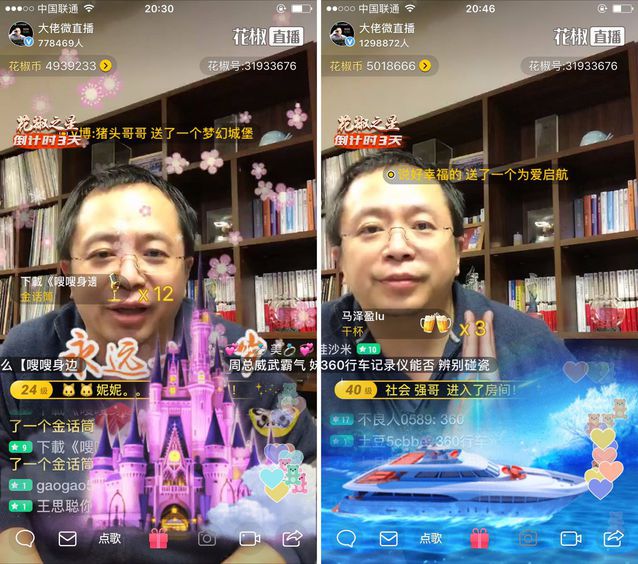 中国联通
20:30
大佬微直播
778469人
花椒直播
花椒币 4939233
花椒号:31933676
花椒之星
倒计时3天
博:猪头哥哥 送了一个梦幻城堡
下載《嗖嗖身邊
金话筒
x 12
永远
美
么【嗖嗖身边
周总威武霸气
24级
妮妮。。
了一个金话筒
9
下載《嗖
了一个金话筒
gaogao
王思聪你
点歌
中国联通
20:46
大佬微直播
1298872人
花椒直播
花椒币 5018666
花椒号:31933676
花椒之星
倒计时3天
说好幸福的 送了一个为爱启航
马泽盈lu
干杯
x 3
娃沙米
10
360行车记录仪能否 辨别碰瓷
40级
社会 强哥 进入了房间!
17
不良人0589: 360
土豆5cbb
360行车
点歌